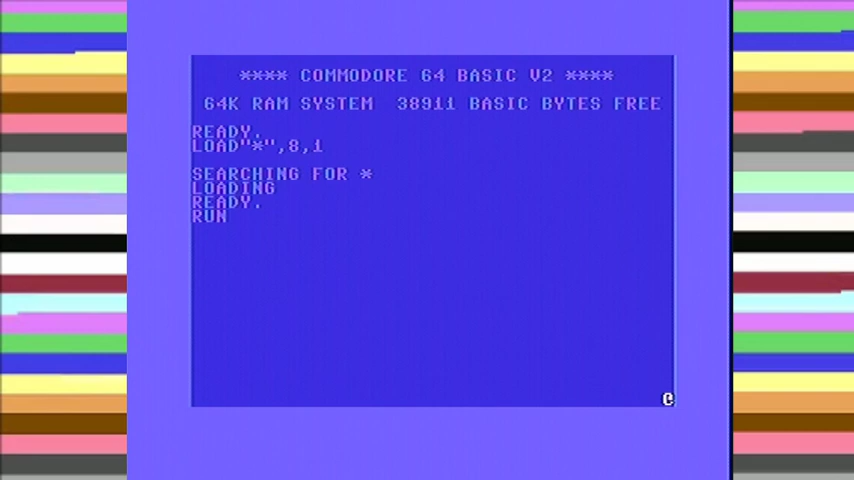 **** COMMODORE 64 BASIC V2 ****
64K RAM SYSTEM  38911 BASIC BYTES FREE
READY.
LOAD"*",8,1
SEARCHING FOR *
LOADING
READY.
RUN